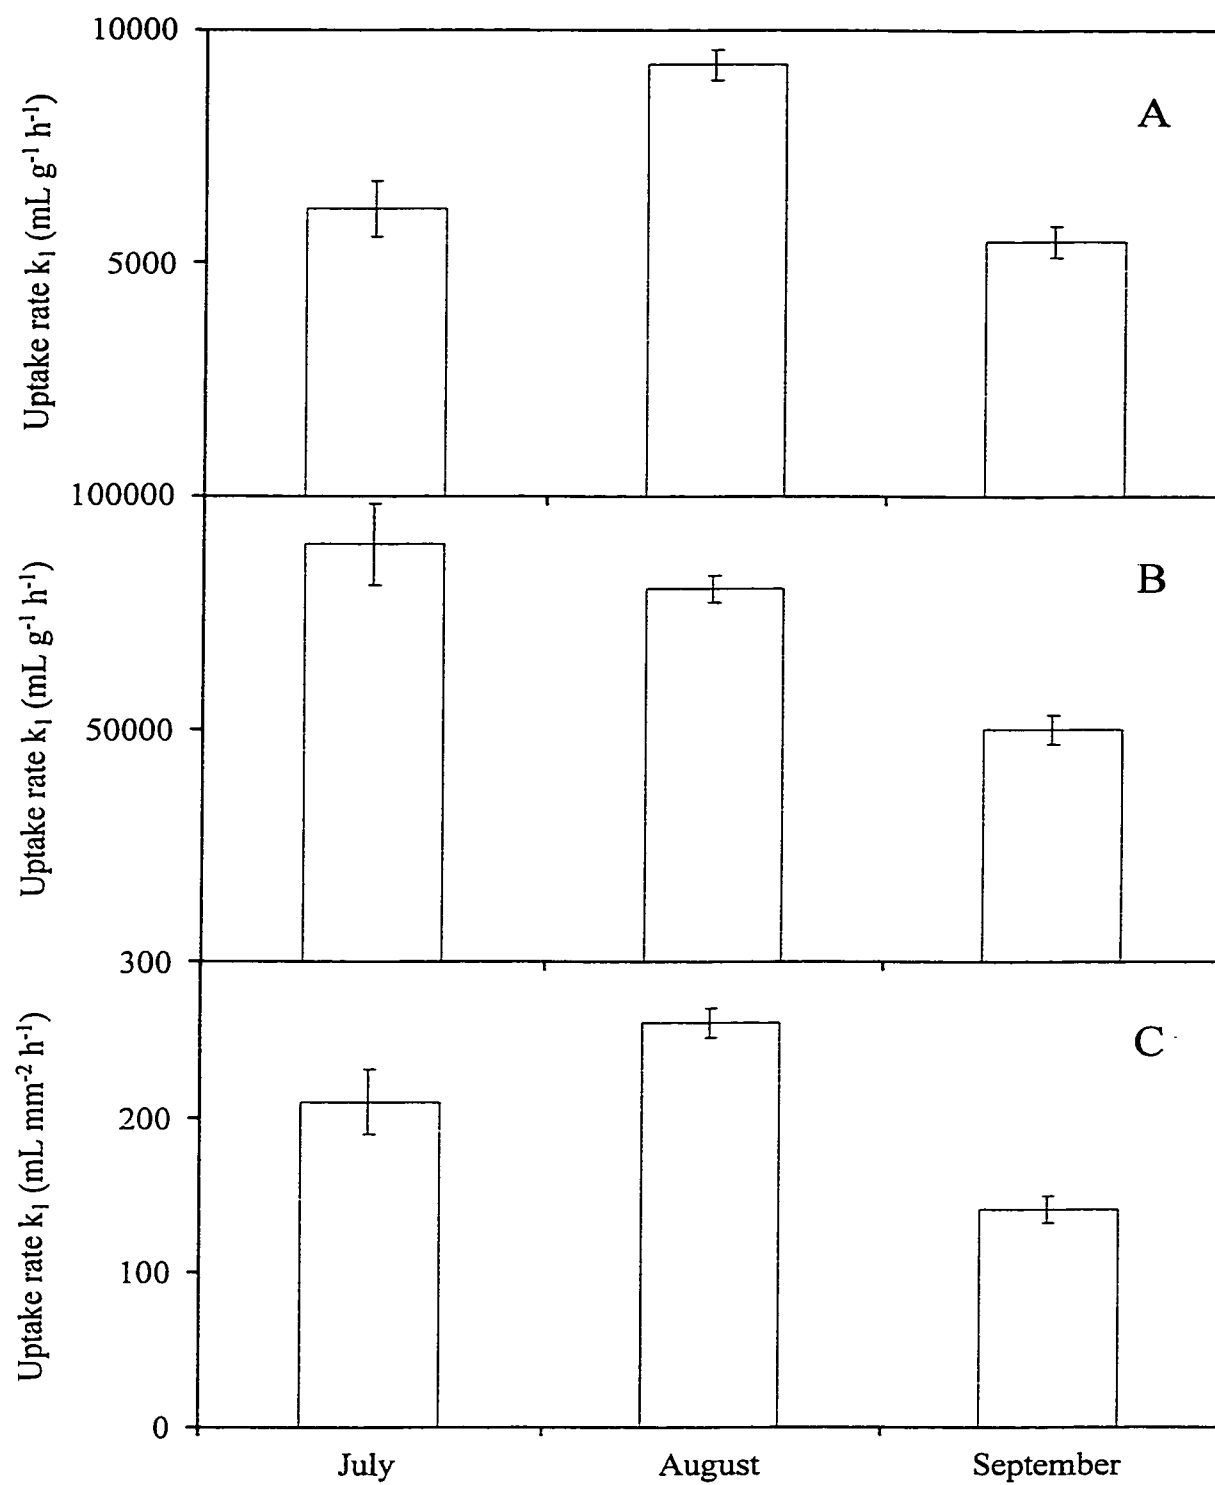 10000
A
Uptake rate k₁ (mL g⁻¹ h⁻¹)
5000
100000
B
Uptake rate k₁ (mL g⁻¹ h⁻¹)
50000
300
C
Uptake rate k₁ (mL mm⁻² h⁻¹)
200
100
0
July August September